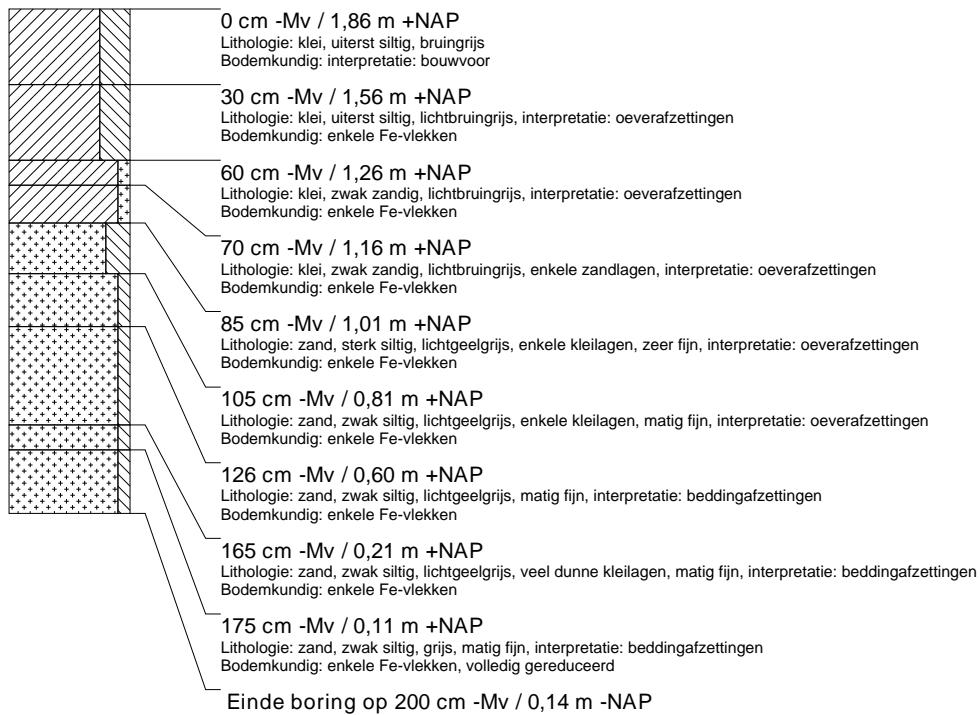 0 cm -Mv / 1,86 m +NAP
Lithologie: klei, uiterst siltig, bruingrijs
Bodemkundig: interpretatie: bouwvoor
30 cm -Mv / 1,56 m +NAP
Lithologie: klei, uiterst siltig, lichtbruingrijs, interpretatie: oeverafzettingen
Bodemkundig: enkele Fe-vlekken
60 cm -Mv / 1,26 m +NAP
Lithologie: klei, zwak zandig, lichtbruingrijs, interpretatie: oeverafzettingen
Bodemkundig: enkele Fe-vlekken
70 cm -Mv / 1,16 m +NAP
Lithologie: klei, zwak zandig, lichtbruingrijs, enkele zandlagen, interpretatie: oeverafzettingen
Bodemkundig: enkele Fe-vlekken
85 cm -Mv / 1,01 m +NAP
Lithologie: zand, sterk siltig, lichtgeelgrijs, enkele kleilagen, zeer fijn, interpretatie: oeverafzettingen
Bodemkundig: enkele Fe-vlekken
105 cm -Mv / 0,81 m +NAP
Lithologie: zand, zwak siltig, lichtgeelgrijs, enkele kleilagen, matig fijn, interpretatie: oeverafzettingen
Bodemkundig: enkele Fe-vlekken
126 cm -Mv / 0,60 m +NAP
Lithologie: zand, zwak siltig, lichtgeelgrijs, matig fijn, interpretatie: beddingafzettingen
Bodemkundig: enkele Fe-vlekken
165 cm -Mv / 0,21 m +NAP
Lithologie: zand, zwak siltig, lichtgeelgrijs, veel dunne kleilagen, matig fijn, interpretatie: beddingafzettingen
Bodemkundig: enkele Fe-vlekken
175 cm -Mv / 0,11 m +NAP
Lithologie: zand, zwak siltig, grijs, matig fijn, interpretatie: beddingafzettingen
Bodemkundig: enkele Fe-vlekken, volledig gereduceerd
Einde boring op 200 cm -Mv / 0,14 m -NAP